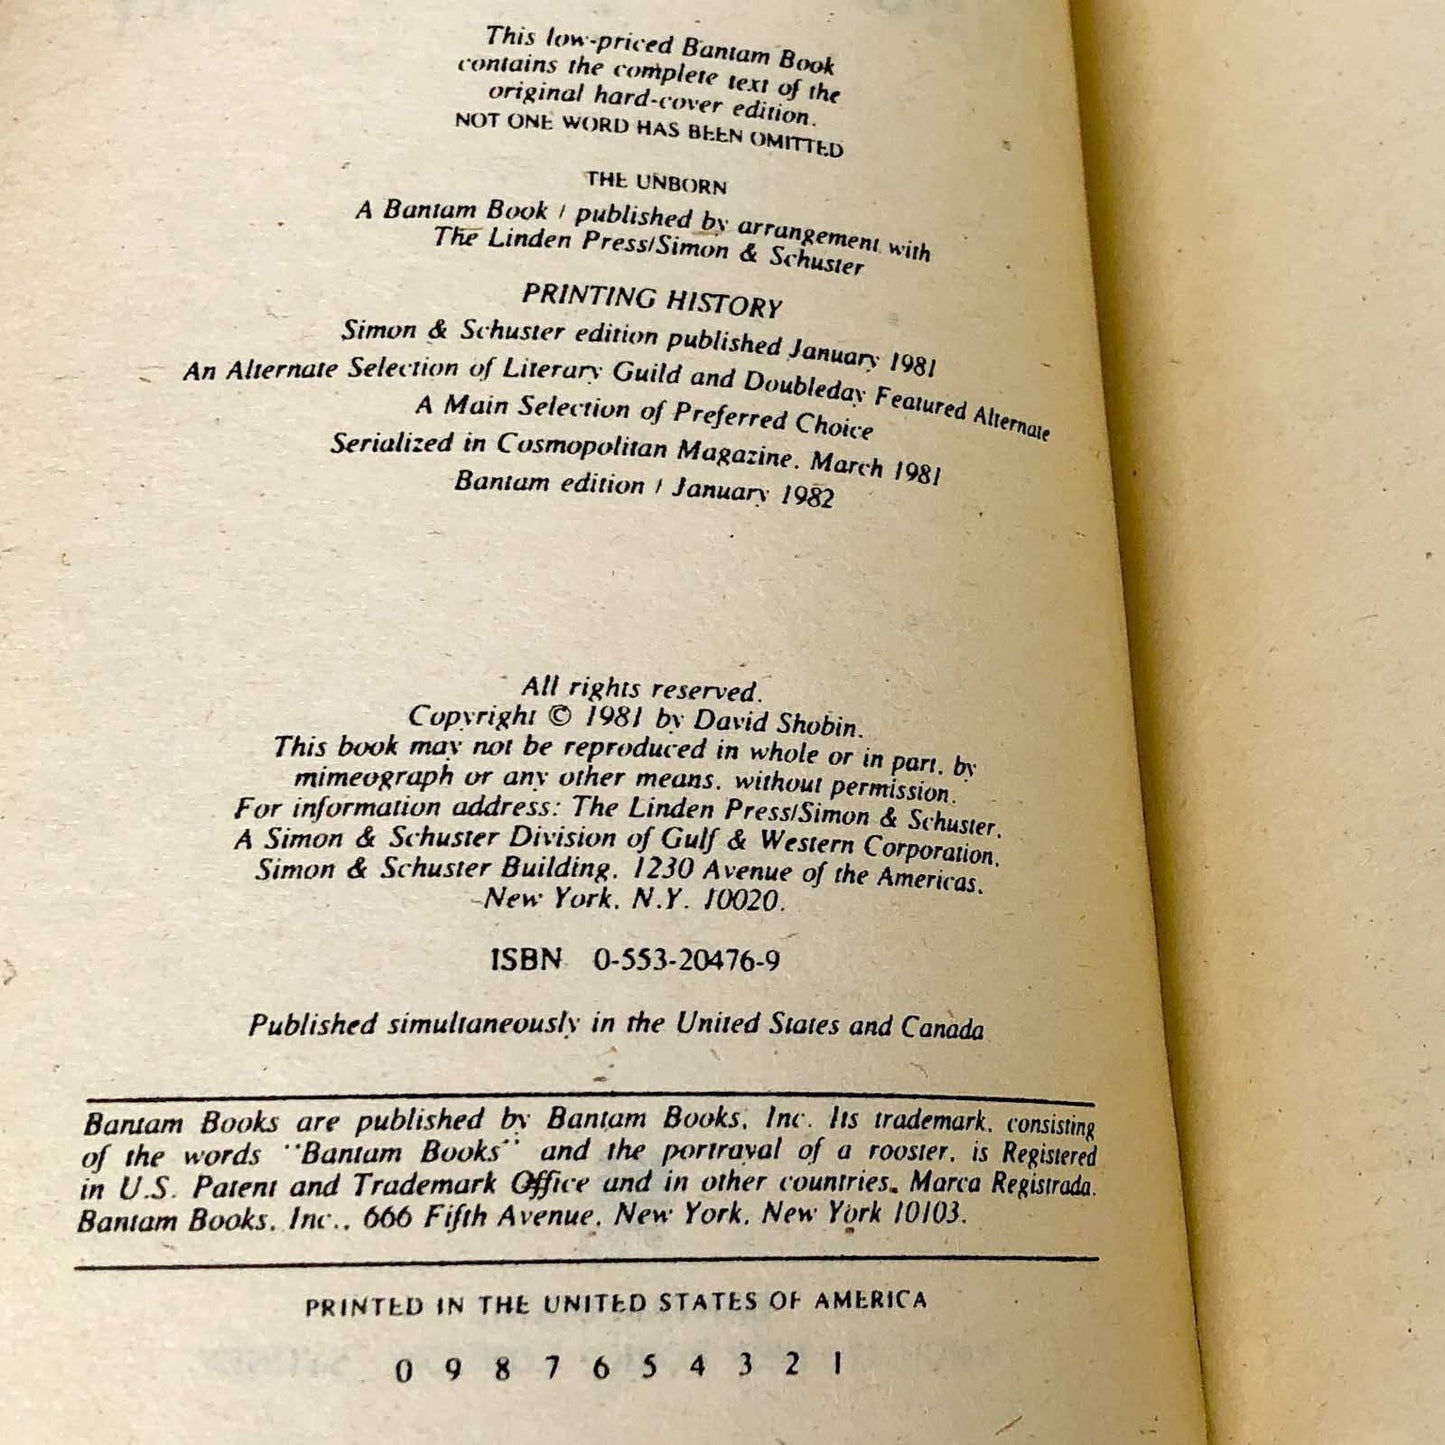 This low-priced Bantam Book
contains the complete text of the
original hard-cover edition.
NOT ONE WORD HAS BEEN OMITTED
THE UNBORN
A Bantam Book / published by arrangement with
The Linden Press/Simon & Schuster
PRINTING HISTORY
Simon & Schuster edition published January 1981
An Alternate Selection of Literary Guild and Doubleday Featured Alternate
A Main Selection of Preferred Choice
Serialized in Cosmopolitan Magazine, March 1981
Bantam edition / January 1982
All rights reserved.
Copyright © 1981 by David Shobin.
This book may not be reproduced in whole or in part, by
mimeograph or any other means, without permission.
For information address: The Linden Press/Simon & Schuster,
A Simon & Schuster Division of Gulf & Western Corporation,
Simon & Schuster Building, 1230 Avenue of the Americas,
New York, N.Y. 10020.
ISBN 0-553-20476-9
Published simultaneously in the United States and Canada
Bantam Books are published by Bantam Books, Inc. Its trademark, consisting
of the words "Bantam Books" and the portrayal of a rooster, is Registered
in U.S. Patent and Trademark Office and in other countries. Marca Registrada.
Bantam Books, Inc., 666 Fifth Avenue, New York, New York 10103.
PRINTED IN THE UNITED STATES OF AMERICA
0 9 8 7 6 5 4 3 2 1